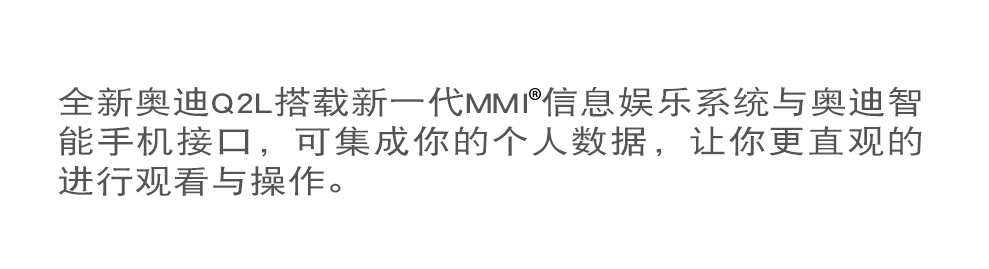 全新奥迪Q2L搭载新一代MMI®信息娱乐系统与奥迪智
能手机接口，可集成你的个人数据，让你更直观的
进行观看与操作。